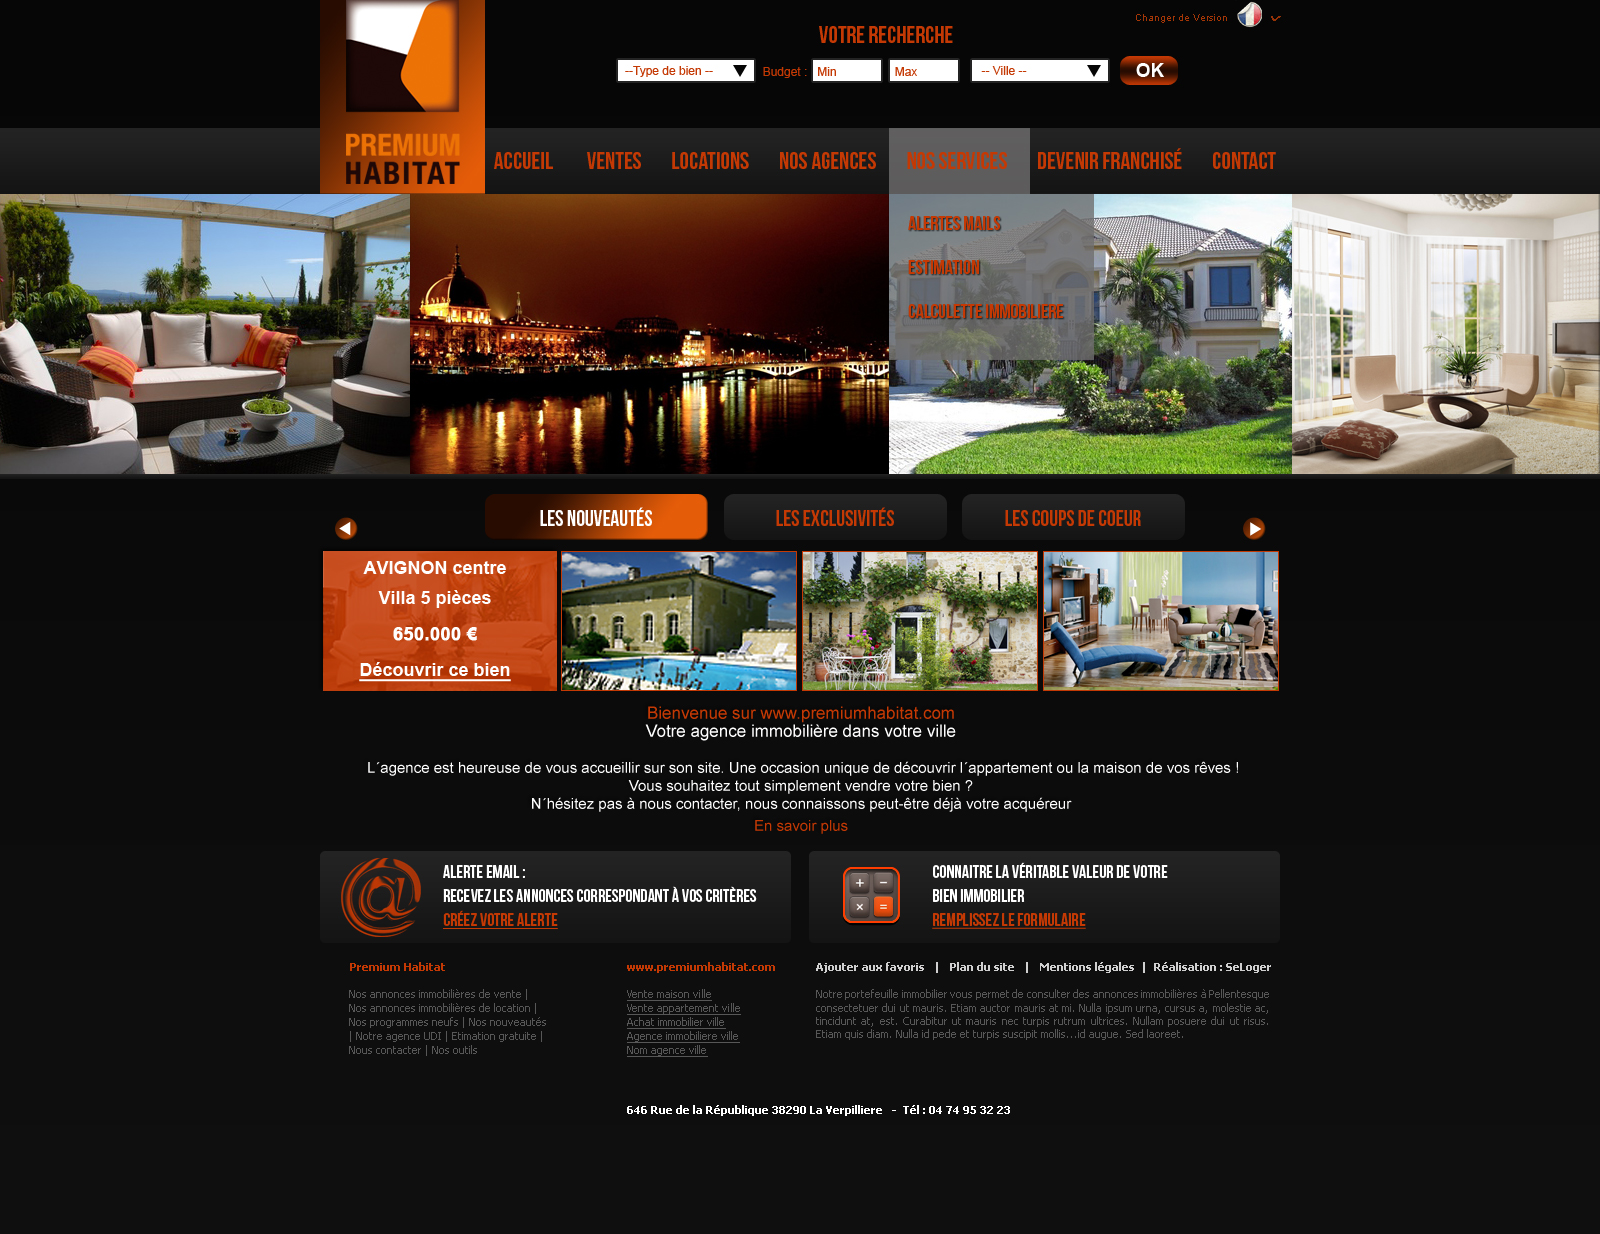 Changer de Version
VOTRE RECHERCHE
--Type de bien --
Budget :
Min
Max
-- Ville --
OK
PREMIUM
HABITAT
ACCUEIL
VENTES
LOCATIONS
NOS AGENCES
NOS SERVICES
DEVENIR FRANCHISÉ
CONTACT
ALERTES MAILS
ESTIMATION
CALCULETTE IMMOBILIERE
LES NOUVEAUTÉS
LES EXCLUSIVITÉS
LES COUPS DE COEUR
AVIGNON centre
Villa 5 pièces
650.000 €
Découvrir ce bien
Bienvenue sur www.premiumhabitat.com
Votre agence immobilière dans votre ville
L´agence est heureuse de vous accueillir sur son site. Une occasion unique de découvrir l´appartement ou la maison de vos rêves !
Vous souhaitez tout simplement vendre votre bien ?
N´hésitez pas à nous contacter, nous connaissons peut-être déjà votre acquéreur
En savoir plus
ALERTE EMAIL :
RECEVEZ LES ANNONCES CORRESPONDANT À VOS CRITÈRES
CRÉEZ VOTRE ALERTE
+ −
× =
CONNAITRE LA VÉRITABLE VALEUR DE VOTRE
BIEN IMMOBILIER
REMPLISSEZ LE FORMULAIRE
Premium Habitat
Nos annonces immobilières de vente |
Nos annonces immobilières de location |
Nos programmes neufs | Nos nouveautés
| Notre agence UDI | Etimation gratuite |
Nous contacter | Nos outils
www.premiumhabitat.com
Vente maison ville
Vente appartement ville
Achat immobilier ville
Agence immobiliere ville
Nom agence ville
Ajouter aux favoris | Plan du site | Mentions légales | Réalisation : SeLoger
Notre portefeuille immobilier vous permet de consulter des annonces immobilières à Pellentesque
consectetuer dui ut mauris. Etiam auctor mauris at mi. Nulla ipsum urna, cursus a, molestie ac,
tincidunt at, est. Curabitur ut mauris nec turpis rutrum ultrices. Nullam posuere dui ut risus.
Etiam quis diam. Nulla id pede et turpis suscipit mollis...id augue. Sed laoreet.
646 Rue de la République 38290 La Verpilliere - Tél : 04 74 95 32 23